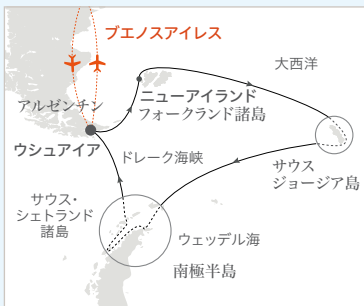 ブエノスアイレス
大西洋
アルゼンチン
ニューアイランド
フォークランド諸島
ウシュアイア
ドレーク海峡
サウス
ジョージア島
サウス・
シェトランド
諸島
ウェッデル海
南極半島